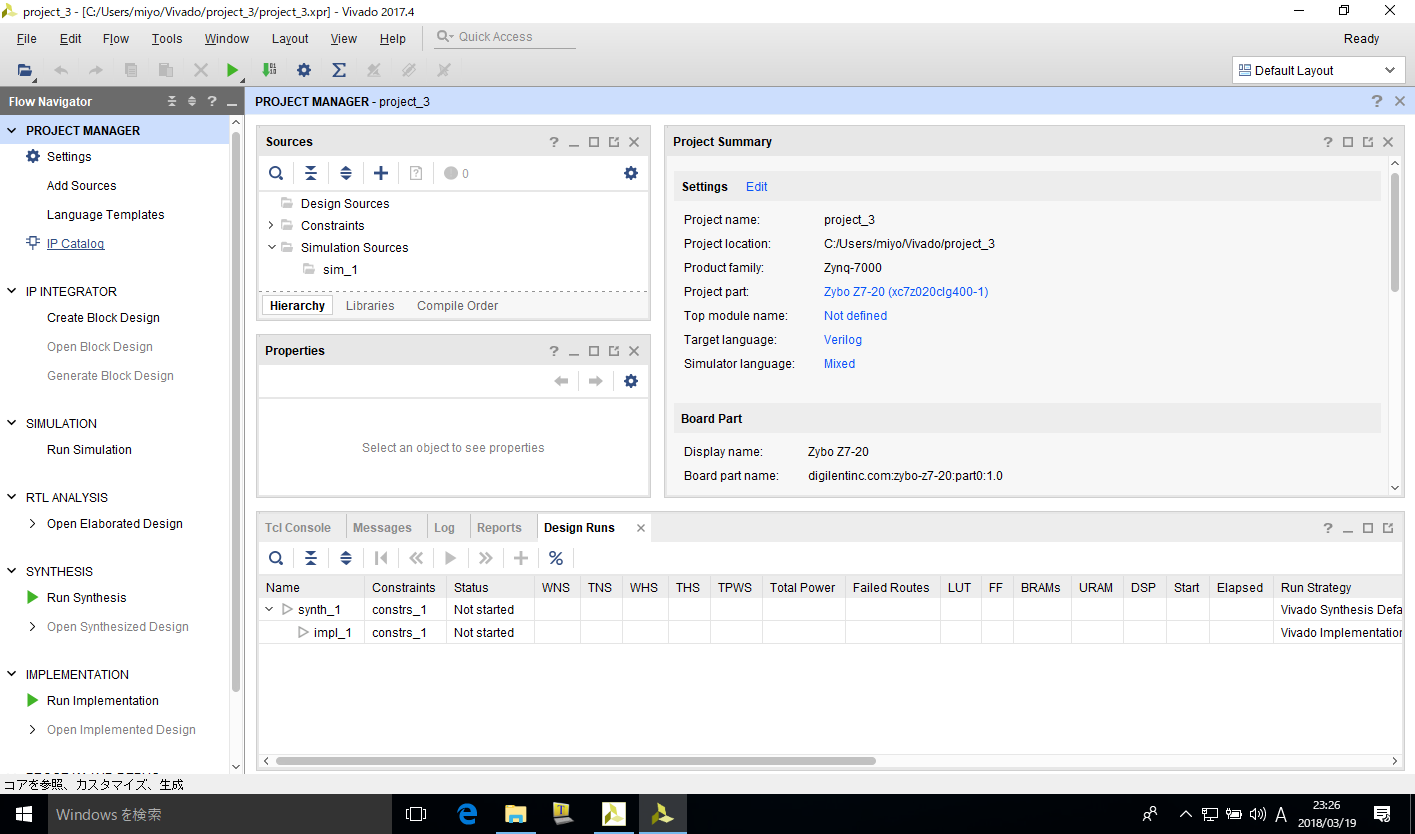 project_3 - [C:/Users/miyo/Vivado/project_3/project_3.xpr] - Vivado 2017.4
File Edit Flow Tools Window Layout View Help Quick Access Ready
Default Layout
Flow Navigator
PROJECT MANAGER
Settings
Add Sources
Language Templates
IP Catalog
IP INTEGRATOR
Create Block Design
Open Block Design
Generate Block Design
SIMULATION
Run Simulation
RTL ANALYSIS
Open Elaborated Design
SYNTHESIS
Run Synthesis
Open Synthesized Design
IMPLEMENTATION
Run Implementation
Open Implemented Design
PROJECT MANAGER - project_3
Sources
0
Design Sources
Constraints
Simulation Sources
sim_1
Hierarchy Libraries Compile Order
Properties
Select an object to see properties
Project Summary
Settings Edit
Project name: project_3
Project location: C:/Users/miyo/Vivado/project_3
Product family: Zynq-7000
Project part: Zybo Z7-20 (xc7z020clg400-1)
Top module name: Not defined
Target language: Verilog
Simulator language: Mixed
Board Part
Display name: Zybo Z7-20
Board part name: digilentinc.com:zybo-z7-20:part0:1.0
Tcl Console Messages Log Reports Design Runs
Name Constraints Status WNS TNS WHS THS TPWS Total Power Failed Routes LUT FF BRAMs URAM DSP Start Elapsed Run Strategy
synth_1 constrs_1 Not started Vivado Synthesis Defa
impl_1 constrs_1 Not started Vivado Implementation
コアを参照、カスタマイズ、生成
Windows を検索
A
23:26
2018/03/19